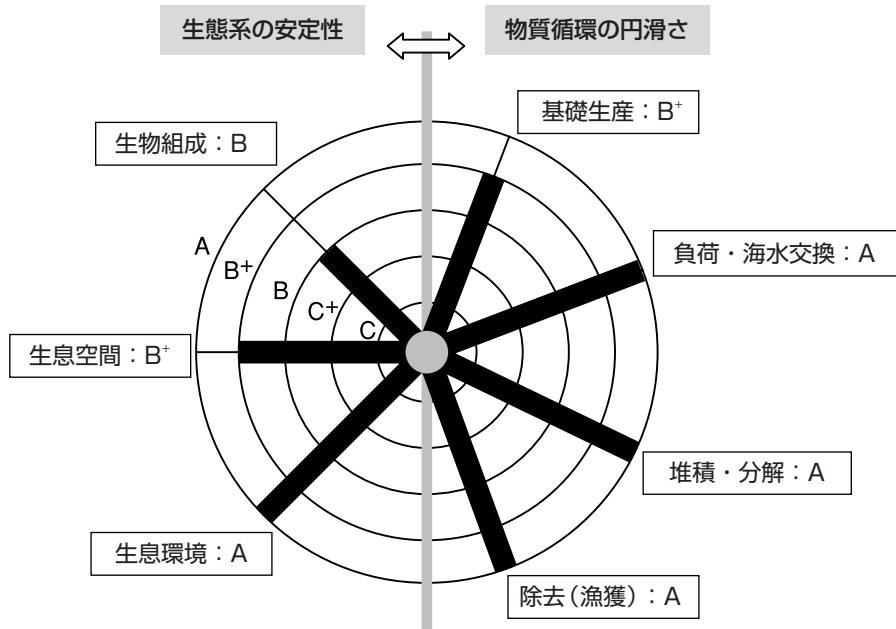 生態系の安定性
物質循環の円滑さ
基礎生産：B⁺
生物組成：B
負荷・海水交換：A
A
B⁺
B
C⁺
C
生息空間：B⁺
堆積・分解：A
生息環境：A
除去（漁獲）：A